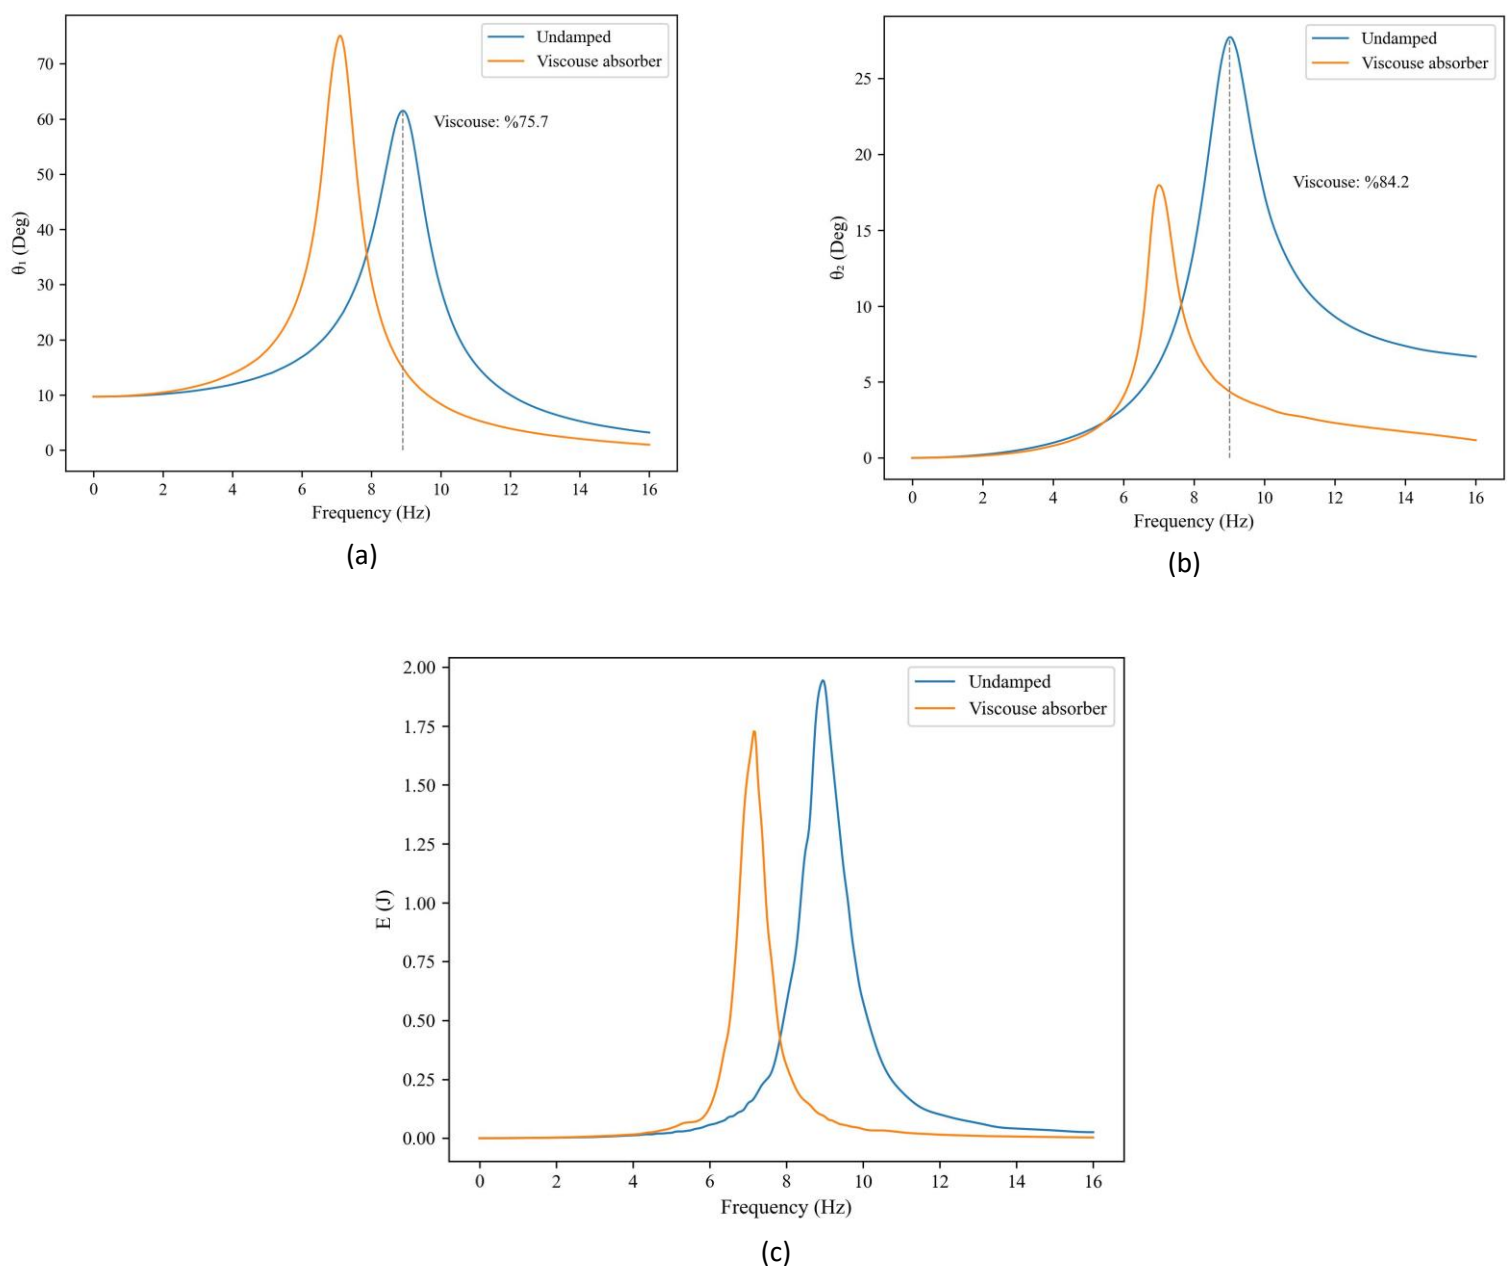 Undamped
Viscouse absorber
Viscouse: %75.7
70
60
50
40
30
20
10
0
θ₁ (Deg)
0 2 4 6 8 10 12 14 16
Frequency (Hz)
(a)
Undamped
Viscouse absorber
Viscouse: %84.2
25
20
15
10
5
0
θ₂ (Deg)
0 2 4 6 8 10 12 14 16
Frequency (Hz)
(b)
Undamped
Viscouse absorber
2.00
1.75
1.50
1.25
1.00
0.75
0.50
0.25
0.00
E (J)
0 2 4 6 8 10 12 14 16
Frequency (Hz)
(c)